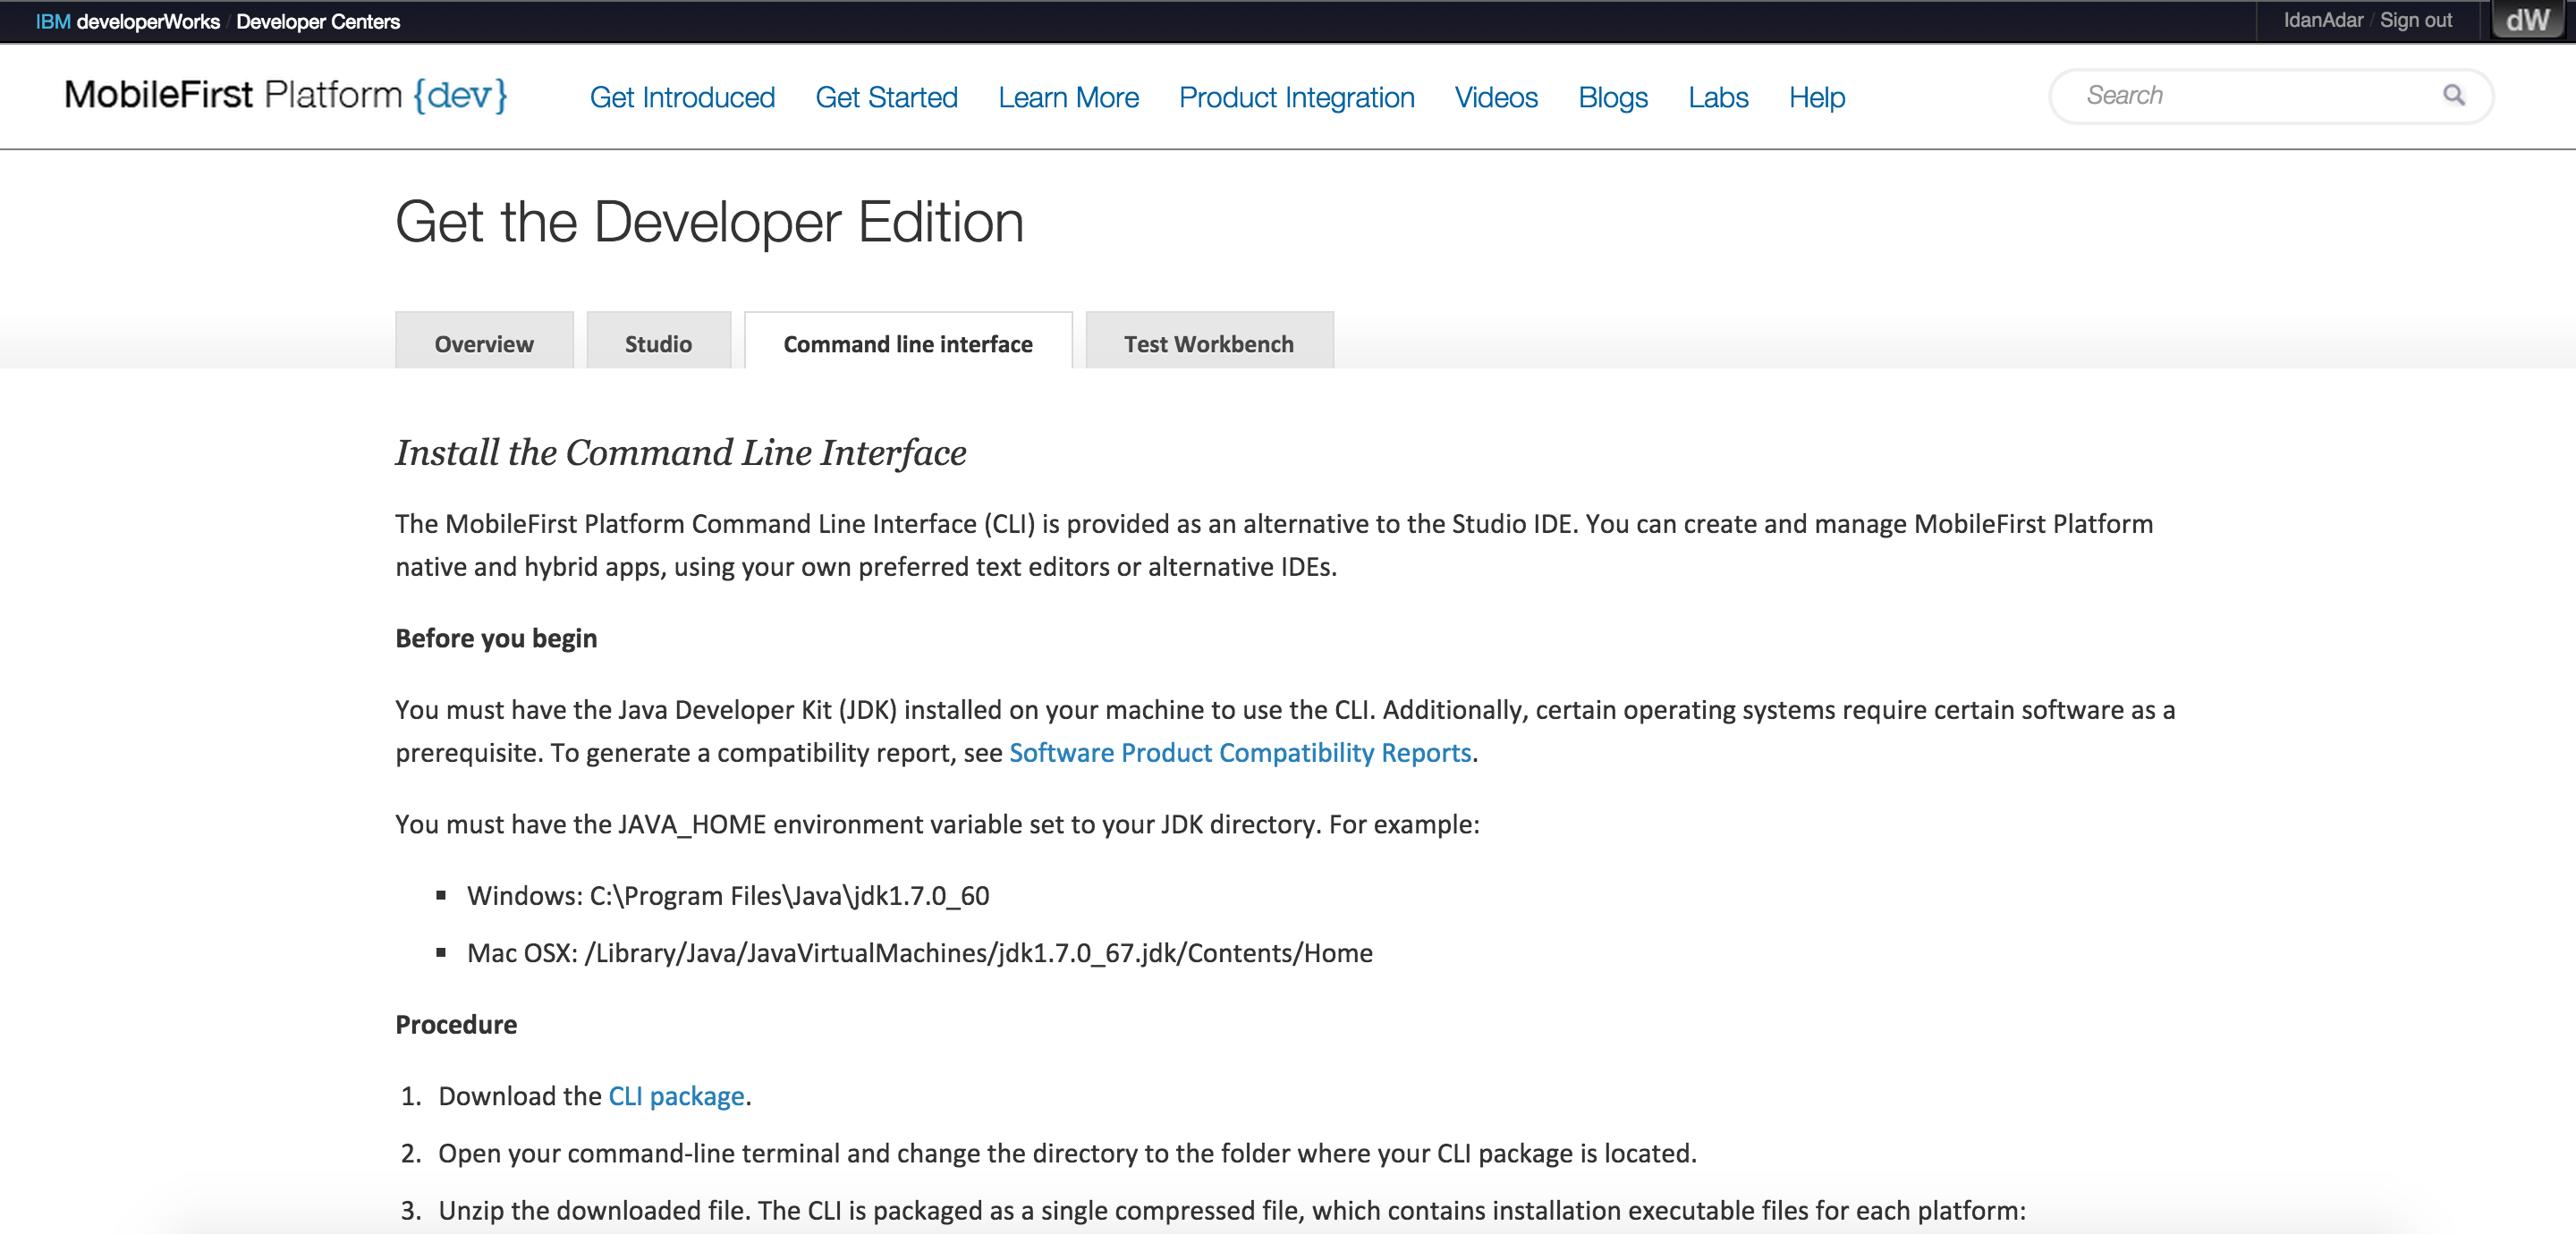 IBM developerWorks / Developer Centers
IdanAdar / Sign out
dW
MobileFirst Platform {dev}
Get Introduced Get Started Learn More Product Integration Videos Blogs Labs Help
Search
Get the Developer Edition
Overview Studio Command line interface Test Workbench
Install the Command Line Interface
The MobileFirst Platform Command Line Interface (CLI) is provided as an alternative to the Studio IDE. You can create and manage MobileFirst Platform
native and hybrid apps, using your own preferred text editors or alternative IDEs.
Before you begin
You must have the Java Developer Kit (JDK) installed on your machine to use the CLI. Additionally, certain operating systems require certain software as a
prerequisite. To generate a compatibility report, see Software Product Compatibility Reports.
You must have the JAVA_HOME environment variable set to your JDK directory. For example:
▪ Windows: C:\Program Files\Java\jdk1.7.0_60
▪ Mac OSX: /Library/Java/JavaVirtualMachines/jdk1.7.0_67.jdk/Contents/Home
Procedure
1. Download the CLI package.
2. Open your command-line terminal and change the directory to the folder where your CLI package is located.
3. Unzip the downloaded file. The CLI is packaged as a single compressed file, which contains installation executable files for each platform: